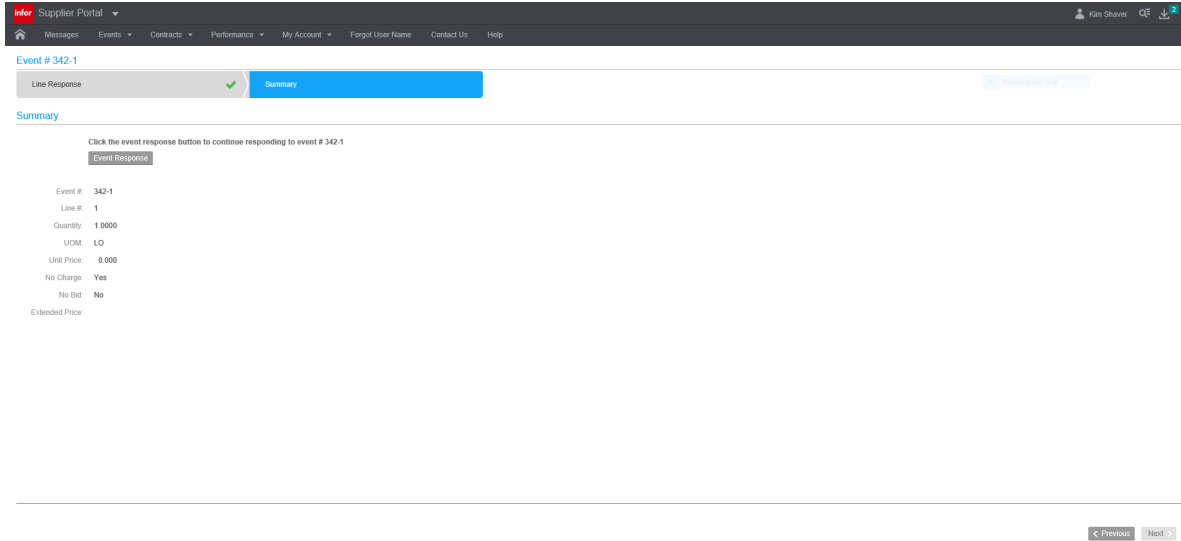 infor Supplier Portal Kim Shaver 2
Messages Events Contracts Performance My Account Forgot User Name Contact Us Help
Event # 342-1
Line Response Summary
Rectangular Snip
Summary
Click the event response button to continue responding to event # 342-1
Event Response
Event #: 342-1
Line #: 1
Quantity: 1.0000
UOM: LO
Unit Price: 0.000
No Charge: Yes
No Bid: No
Extended Price:
Previous Next